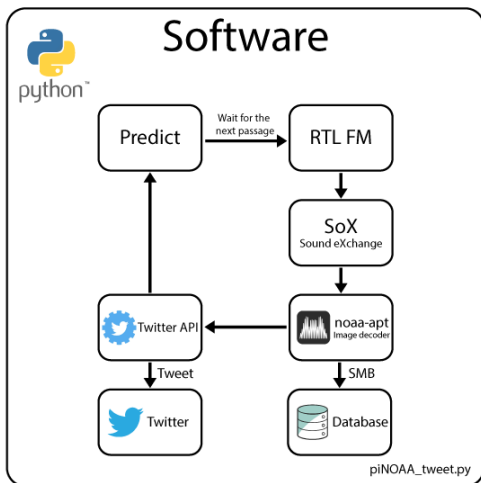 Software
python™
Predict
Wait for the
next passage
RTL FM
SoX
Sound eXchange
Twitter API
noaa-apt
Image decoder
Tweet
SMB
Twitter
Database
piNOAA_tweet.py